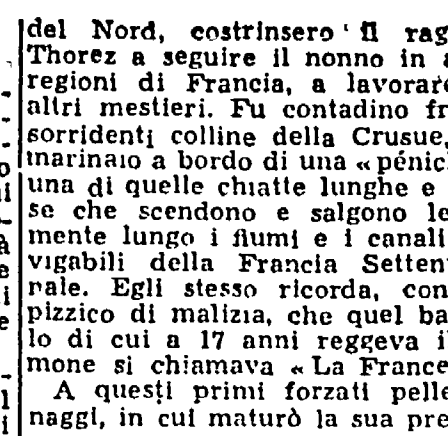 del Nord, costrinsero il rag
Thorez a seguire il nonno in a
regioni di Francia, a lavorare
altri mestieri. Fu contadino fr
sorridenti colline della Crusue,
marinaio a bordo di una « pénic
una di quelle chiatte lunghe e
se che scendono e salgono le
mente lungo i fiumi e i canali
vigabili della Francia Setten
nale. Egli stesso ricorda, con
pizzico di malizia, che quel ba
lo di cui a 17 anni reggeva il
mone si chiamava « La France
A questi primi forzati pelle
naggi, in cui maturò la sua pre